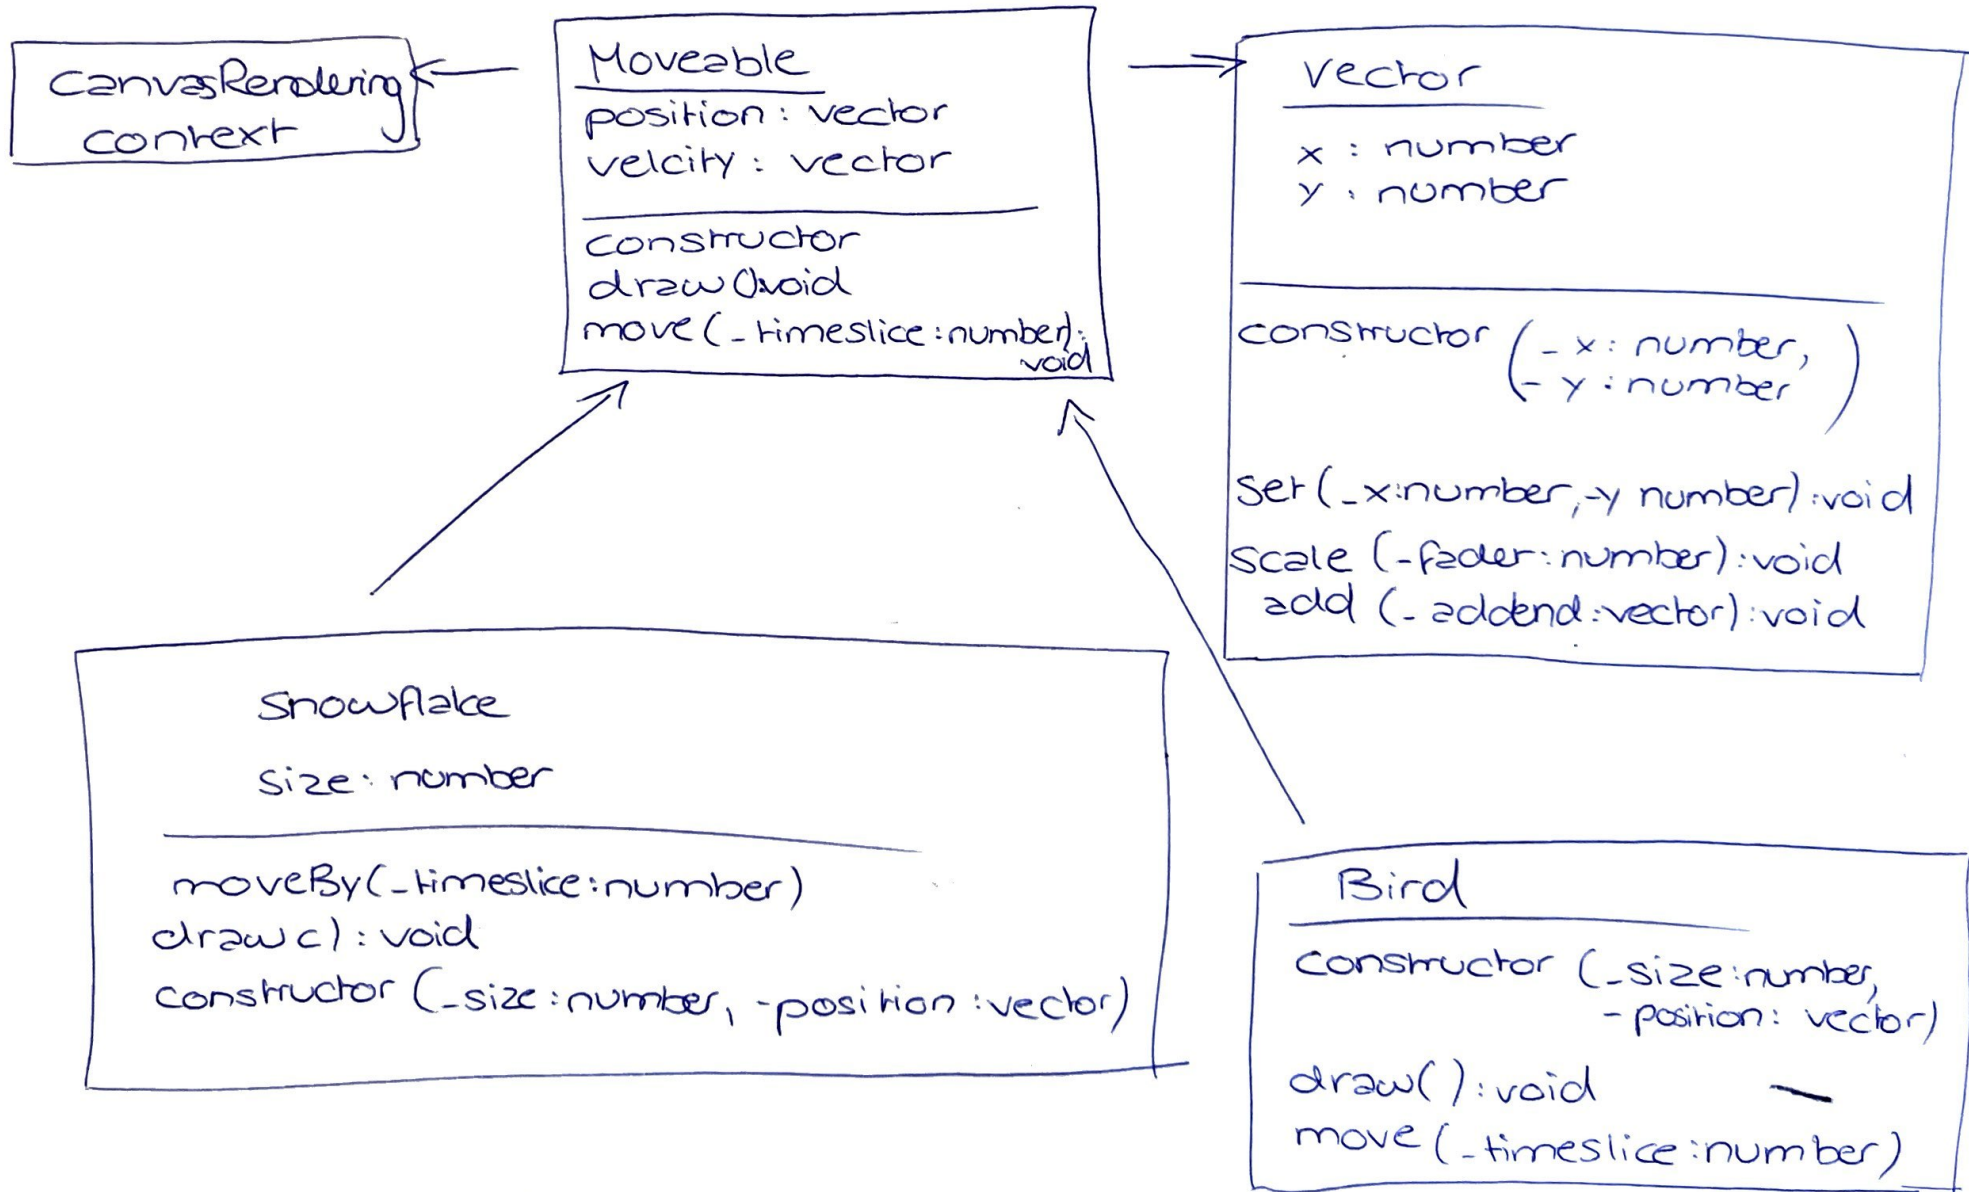 CanvasRendering
context
Moveable
position: vector
velcity: vector
constructor
draw():void
move(_timeslice:number):
void
vector
x : number
y : number
constructor (_x: number,
_y: number)
set(_x:number,_y number):void
scale (_fader:number):void
add (_addend:vector):void
Snowflake
size: number
moveBy(_timeslice:number)
draw():void
constructor (_size:number, _position:vector)
Bird
constructor (_size:number,
_position: vector)
draw():void
move (_timeslice:number)